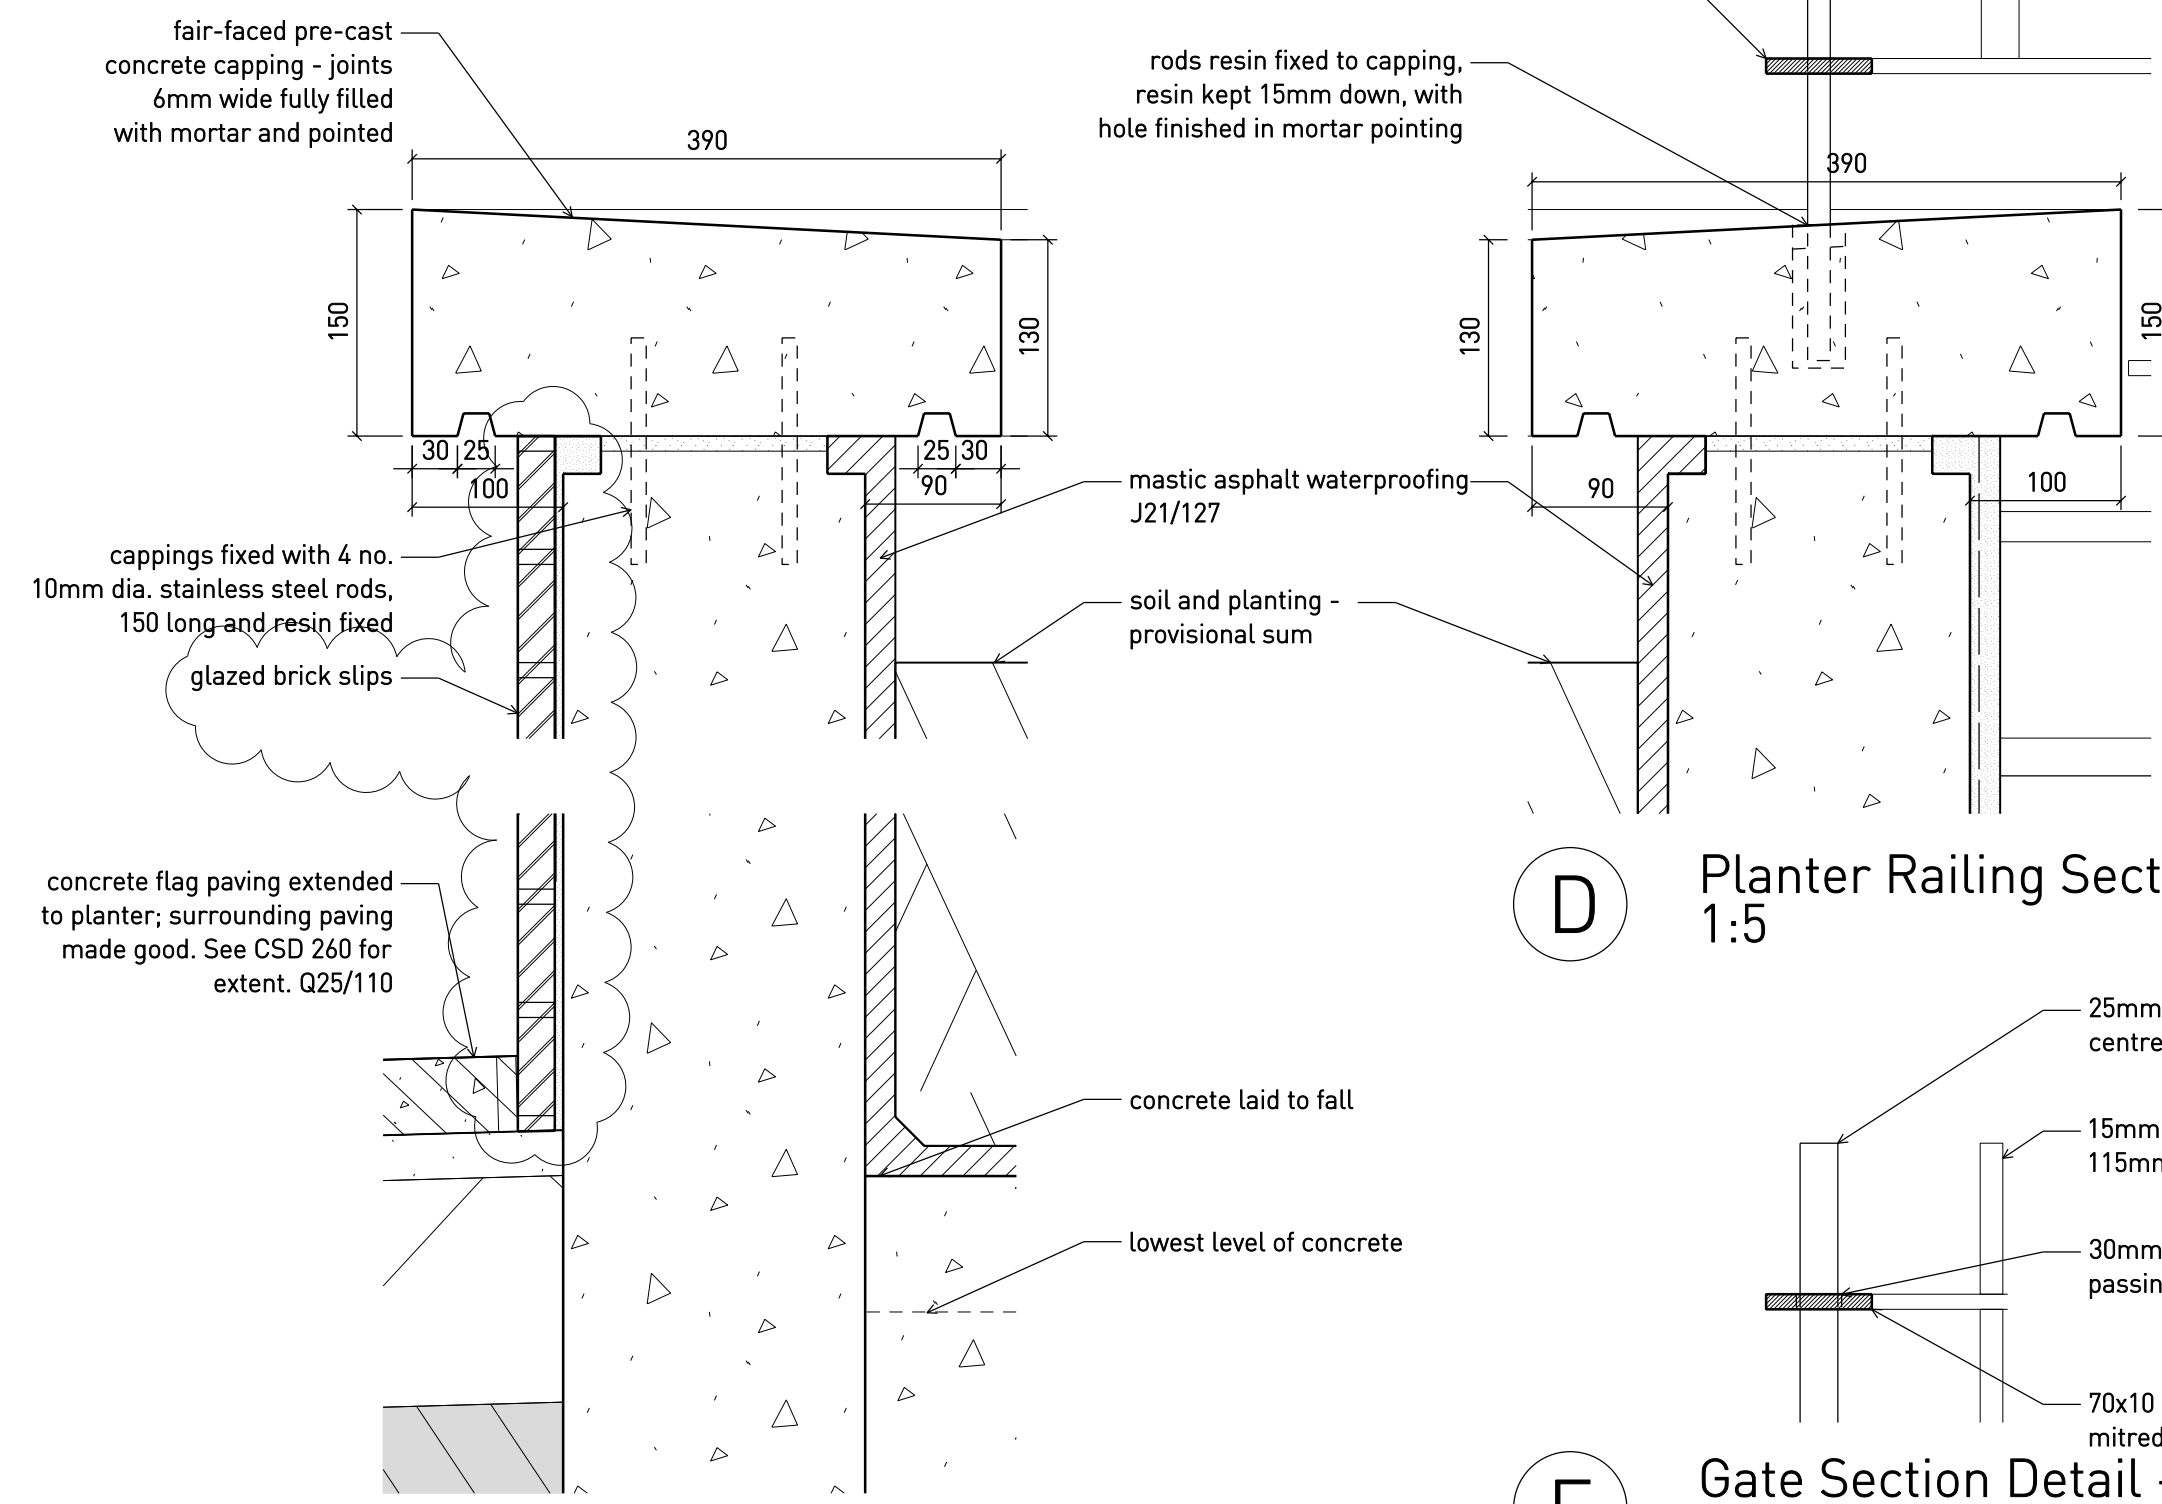 fair-faced pre-cast
concrete capping - joints
6mm wide fully filled
with mortar and pointed
390
150
130
30
25
100
25
30
90
cappings fixed with 4 no.
10mm dia. stainless steel rods,
150 long and resin fixed
glazed brick slips
concrete flag paving extended
to planter; surrounding paving
made good. See CSD 260 for
extent. Q25/110
rods resin fixed to capping,
resin kept 15mm down, with
hole finished in mortar pointing
mastic asphalt waterproofing
J21/127
soil and planting -
provisional sum
concrete laid to fall
lowest level of concrete
390
130
150
90
100
D
Planter Railing Sect
1:5
25mm
centre
15mm
115mm
30mm
passin
70x10
mitred
Gate Section Detail -